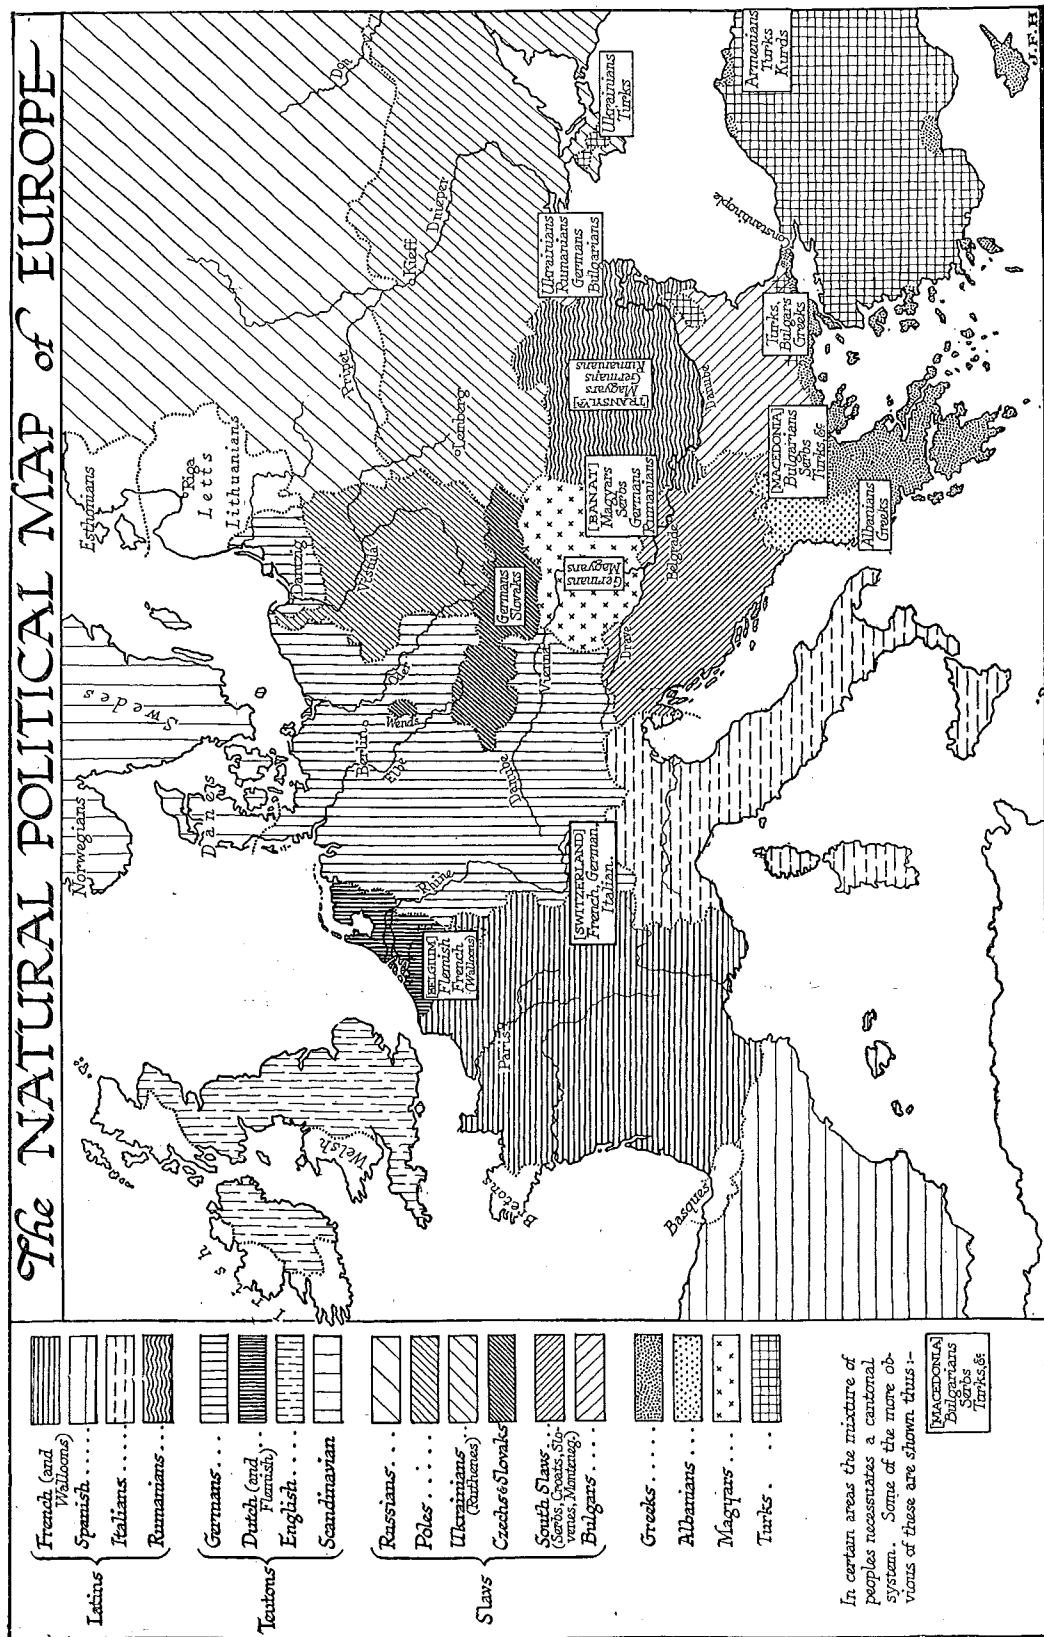 The NATURAL POLITICAL MAP of EUROPE
Latins
French (and
Walloons)
Spanish.....
Italians....
Rumanians
Teutons
Germans...
Dutch (and
Flemish)..
English....
Scandinavian
Slavs
Russians...
Poles......
Ukrainians..
(Ruthenes)
Czechs & Slovaks
South Slavs...
(Serbs, Croats, Slo-
venes, Monteneg.)
Bulgars....
Greeks....
Albanians
Magyars...
Turks. ...
In certain areas the mixture of
peoples necessitates a cantonal
system. Some of the more ob-
vious of these are shown thus:-
[MACEDONIA]
Bulgarians
Serbs
Turks, &c
Norwegians
Swedes
Danes
Esthonians
Riga
Letts
Lithuanians
Irish
Welsh
Bretons
Basques
Paris
[BELGIUM]
Flemish
French
(Walloons)
Rhine
[SWITZERLAND]
French, German,
Italian.
Berlin
Elbe
Wends
Oder
Danube
Vienna
Drave
Dantzig
Vistula
Germans
Slovaks
Germans
Magyars
Belgrade
[BANAT]
Magyars
Serbs
Germans
Rumanians
[TRANSYLVA]
Magyars
Germans
Rumanians
Danube
Lemberg
Pripet
Kieff
Dnieper
Don
Ukrainians
Rumanians
Germans
Bulgarians
Ukrainians
Turks
Constantinople
Turks,
Bulgars
Greeks
[MACEDONIA]
Bulgarians
Serbs
Turks, &c
Albanians
Greeks
Armenians
Turks
Kurds
J.F.H